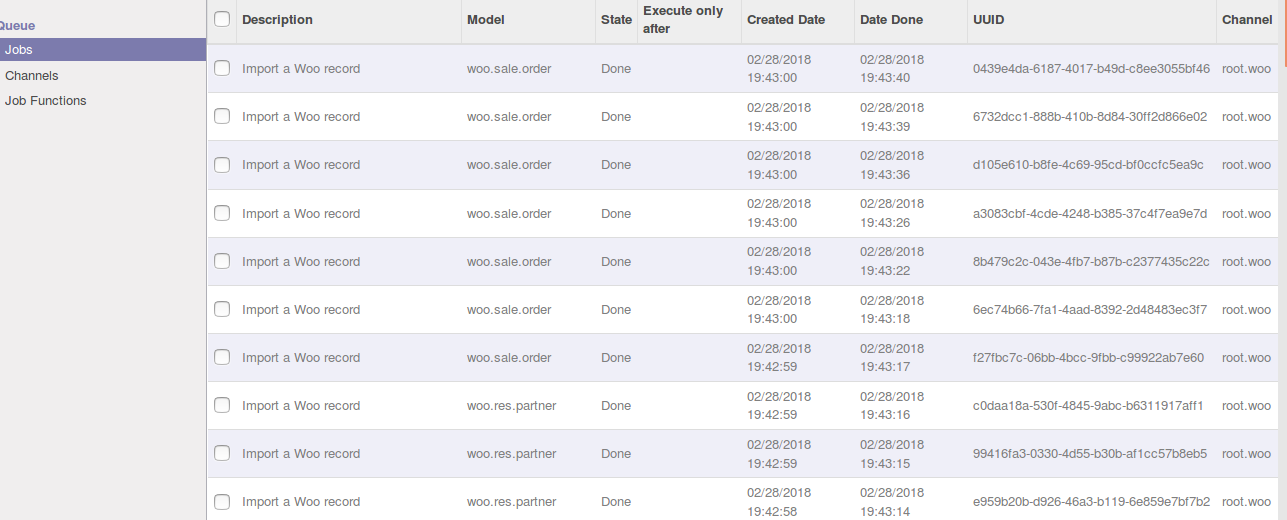 Queue
Jobs
Channels
Job Functions
Description Model State Execute only after Created Date Date Done UUID Channel
Import a Woo record woo.sale.order Done 02/28/2018 19:43:00 02/28/2018 19:43:40 0439e4da-6187-4017-b49d-c8ee3055bf46 root.woo
Import a Woo record woo.sale.order Done 02/28/2018 19:43:00 02/28/2018 19:43:39 6732dcc1-888b-410b-8d84-30ff2d866e02 root.woo
Import a Woo record woo.sale.order Done 02/28/2018 19:43:00 02/28/2018 19:43:36 d105e610-b8fe-4c69-95cd-bf0ccfc5ea9c root.woo
Import a Woo record woo.sale.order Done 02/28/2018 19:43:00 02/28/2018 19:43:26 a3083cbf-4cde-4248-b385-37c4f7ea9e7d root.woo
Import a Woo record woo.sale.order Done 02/28/2018 19:43:00 02/28/2018 19:43:22 8b479c2c-043e-4fb7-b87b-c2377435c22c root.woo
Import a Woo record woo.sale.order Done 02/28/2018 19:43:00 02/28/2018 19:43:18 6ec74b66-7fa1-4aad-8392-2d48483ec3f7 root.woo
Import a Woo record woo.sale.order Done 02/28/2018 19:42:59 02/28/2018 19:43:17 f27fbc7c-06bb-4bcc-9fbb-c99922ab7e60 root.woo
Import a Woo record woo.res.partner Done 02/28/2018 19:42:59 02/28/2018 19:43:16 c0daa18a-530f-4845-9abc-b6311917aff1 root.woo
Import a Woo record woo.res.partner Done 02/28/2018 19:42:59 02/28/2018 19:43:15 99416fa3-0330-4d55-b30b-af1cc57b8eb5 root.woo
Import a Woo record woo.res.partner Done 02/28/2018 19:42:58 02/28/2018 19:43:14 e959b20b-d926-46a3-b119-6e859e7bf7b2 root.woo